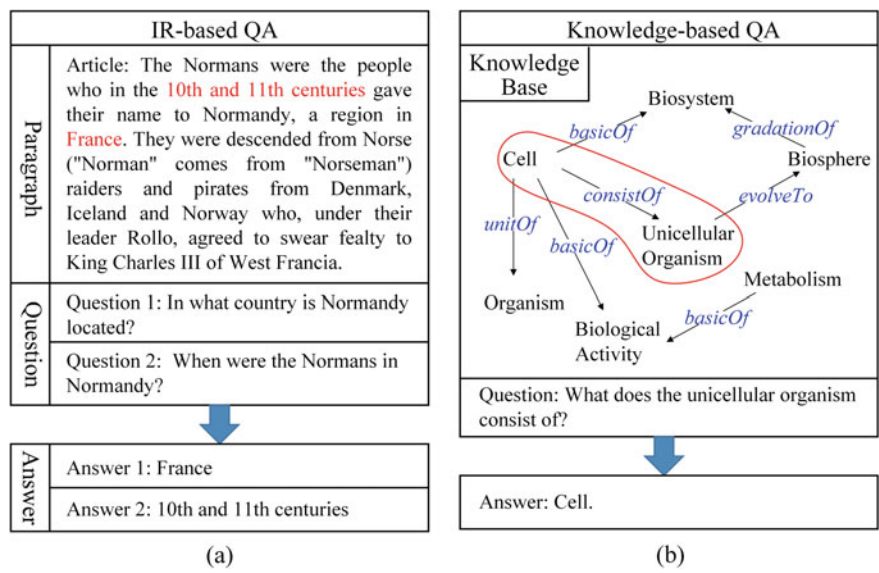 IR-based QA
Paragraph
Article: The Normans were the people
who in the 10th and 11th centuries gave
their name to Normandy, a region in
France. They were descended from Norse
("Norman" comes from "Norseman")
raiders and pirates from Denmark,
Iceland and Norway who, under their
leader Rollo, agreed to swear fealty to
King Charles III of West Francia.
Question
Question 1: In what country is Normandy
located?
Question 2: When were the Normans in
Normandy?
Answer
Answer 1: France
Answer 2: 10th and 11th centuries
(a)
Knowledge-based QA
Knowledge
Base
Biosystem
basicOf
gradationOf
Cell
Biosphere
consistOf
evolveTo
unitOf
Unicellular
Organism
basicOf
Metabolism
Organism
basicOf
Biological
Activity
Question: What does the unicellular organism
consist of?
Answer: Cell.
(b)